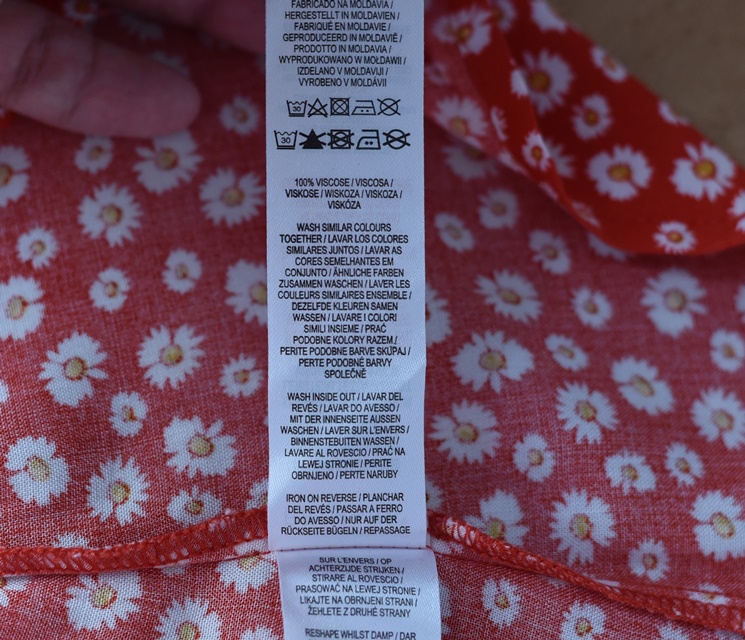 FABRICADO NA MOLDAVIA /
HERGESTELLT IN MOLDAVIEN /
FABRIQUÉ EN MOLDAVIE /
GEPRODUCEERD IN MOLDAVIË /
PRODOTTO IN MOLDAVIA /
WYPRODUKOWANO W MOŁDAWII /
IZDELANO V MOLDAVIJI /
VYROBENO V MOLDÁVII
30
30
100% VISCOSE / VISCOSA /
VISKOSE / WISKOZA / VISKOZA /
VISKÓZA
WASH SIMILAR COLOURS
TOGETHER / LAVAR LOS COLORES
SIMILARES JUNTOS / LAVAR AS
CORES SEMELHANTES EM
CONJUNTO / ÄHNLICHE FARBEN
ZUSAMMEN WASCHEN / LAVER LES
COULEURS SIMILAIRES ENSEMBLE /
DEZELFDE KLEUREN SAMEN
WASSEN / LAVARE I COLORI
SIMILI INSIEME / PRAĆ
PODOBNE KOLORY RAZEM /
PERITE PODOBNE BARVE SKUPAJ /
PERTE PODOBNÉ BARVY
SPOLEČNĚ
WASH INSIDE OUT / LAVAR DEL
REVÉS / LAVAR DO AVESSO /
MIT DER INNENSEITE AUSSEN
WASCHEN / LAVER SUR L'ENVERS /
BINNENSTEBUITEN WASSEN /
LAVARE AL ROVESCIO / PRAĆ NA
LEWEJ STRONIE / PERITE
OBRNJENO / PERTE NARUBY
IRON ON REVERSE / PLANCHAR
DEL REVÉS / PASSAR A FERRO
DO AVESSO / NUR AUF DER
RÜCKSEITE BÜGELN / REPASSAGE
SUR L'ENVERS / OP
ACHTERZIJDE STRIJKEN /
STIRARE AL ROVESCIO /
PRASOWAĆ NA LEWEJ STRONIE /
LIKAJTE NA OBRNJENI STRANI /
ŽEHLETE Z DRUHÉ STRANY
RESHAPE WHILST DAMP / DAR